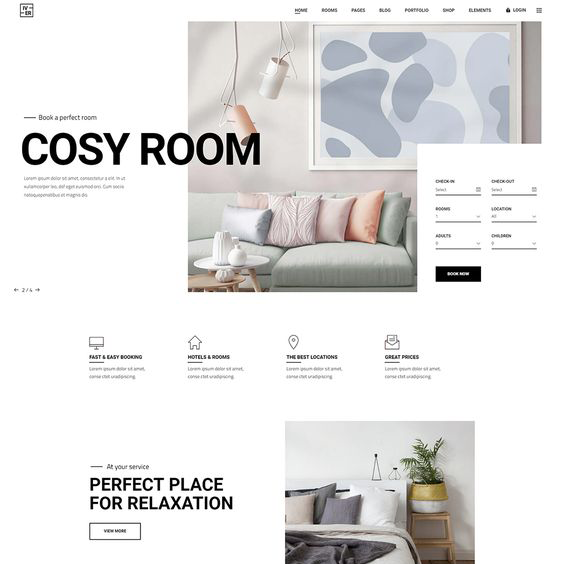 IV
ER
HOME ROOMS PAGES BLOG PORTFOLIO SHOP ELEMENTS LOGIN
Book a perfect room
COSY ROOM
Lorem ipsum dolor sit amet, consectetur q elit. In ut
eulamcorper leo, def eget euismod orci. Cum sociis
natoquepenatibus et magnis dis.
CHECK-IN CHECK-OUT
Select Select
ROOMS LOCATION
1 All
ADULTS CHILDREN
0 0
BOOK NOW
2 / 4
FAST & EASY BOOKING
Lorem ipsum dolor sit amet,
conse ctet uradipiscing.
HOTELS & ROOMS
Lorem ipsum dolor sit amet,
conse ctet uradipiscing.
THE BEST LOCATIONS
Lorem ipsum dolor sit amet,
conse ctet uradipiscing.
GREAT PRICES
Lorem ipsum dolor sit amet,
conse ctet uradipiscing.
At your service
PERFECT PLACE
FOR RELAXATION
VIEW MORE